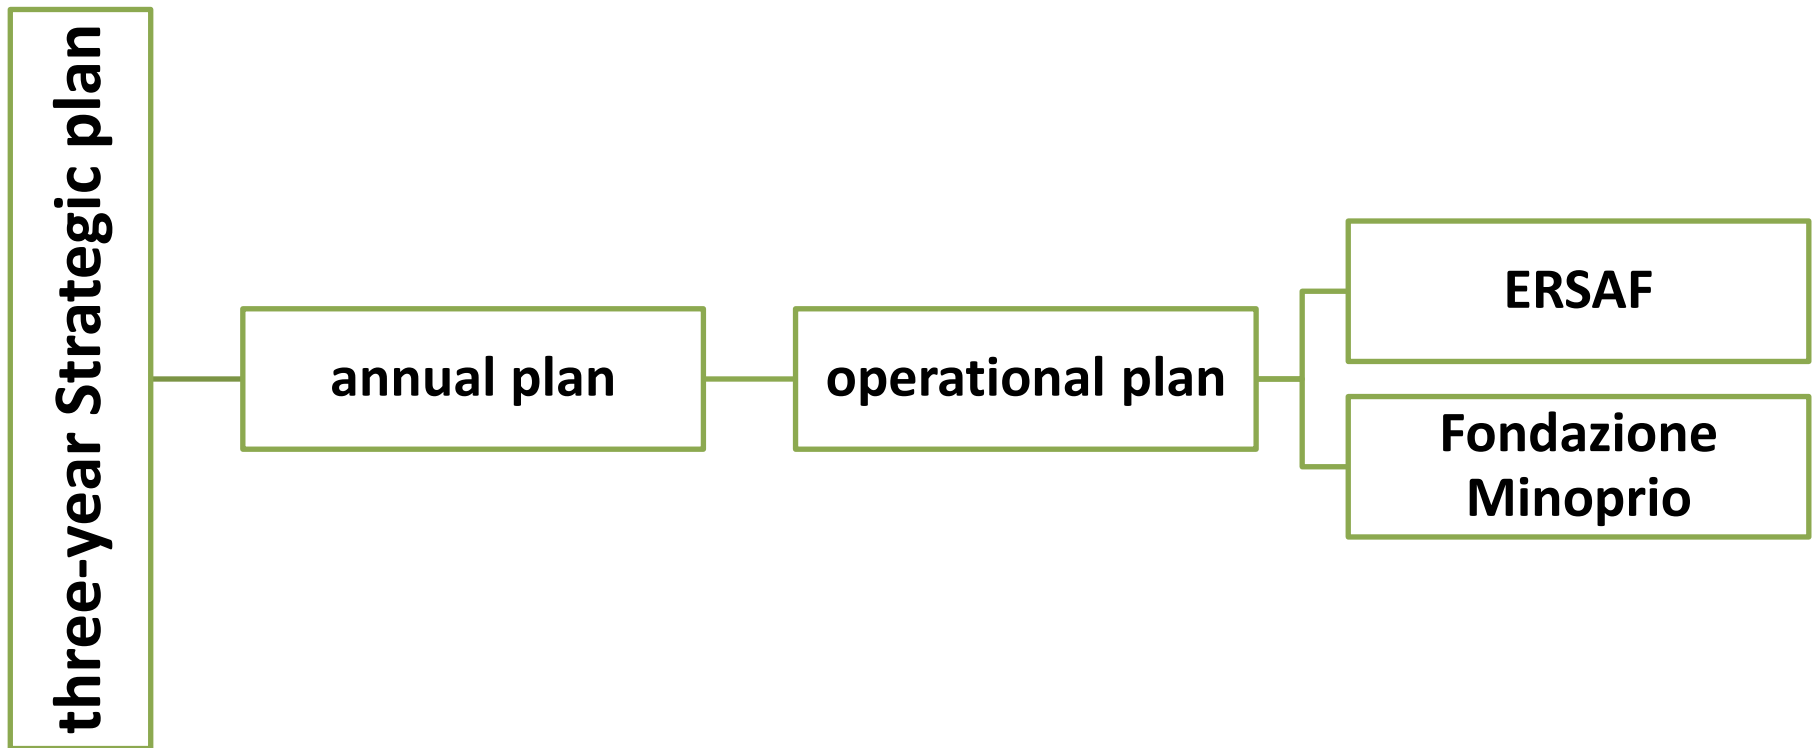 three-year Strategic plan
annual plan
operational plan
ERSAF
Fondazione
Minoprio